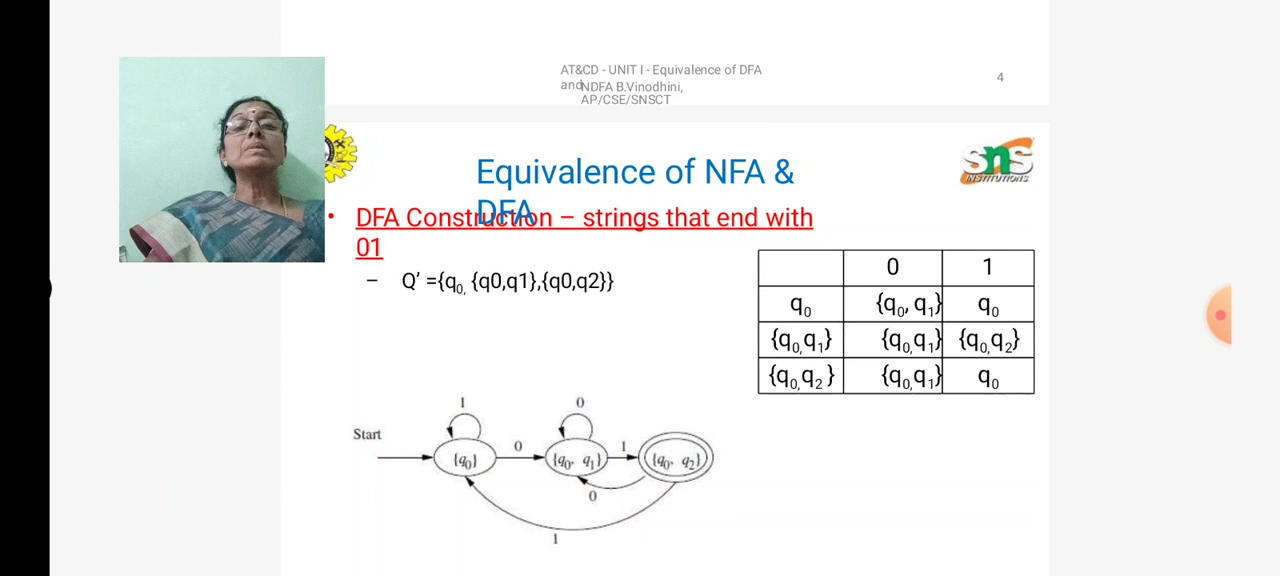 AT&CD - UNIT I - Equivalence of DFA
and NDFA B.Vinodhini,
AP/CSE/SNSCT
4
sns
INSTITUTIONS
Equivalence of NFA &
DFA
• DFA Construction – strings that end with
01
– Q' ={q0, {q0,q1},{q0,q2}}
0 1
q0 {q0, q1} q0
{q0,q1} {q0,q1} {q0,q2}
{q0,q2 } {q0,q1} q0
1 0
Start
0 1
{q0} {q0, q1} {q0, q2}
0
1